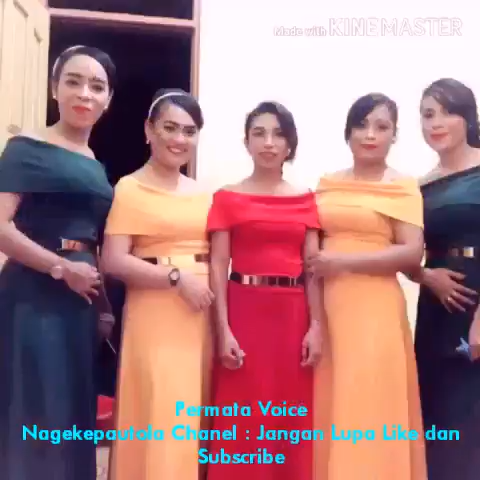 Made with KINEMASTER
Permata Voice
Nagekepautola Chanel : Jangan Lupa Like dan
Subscribe